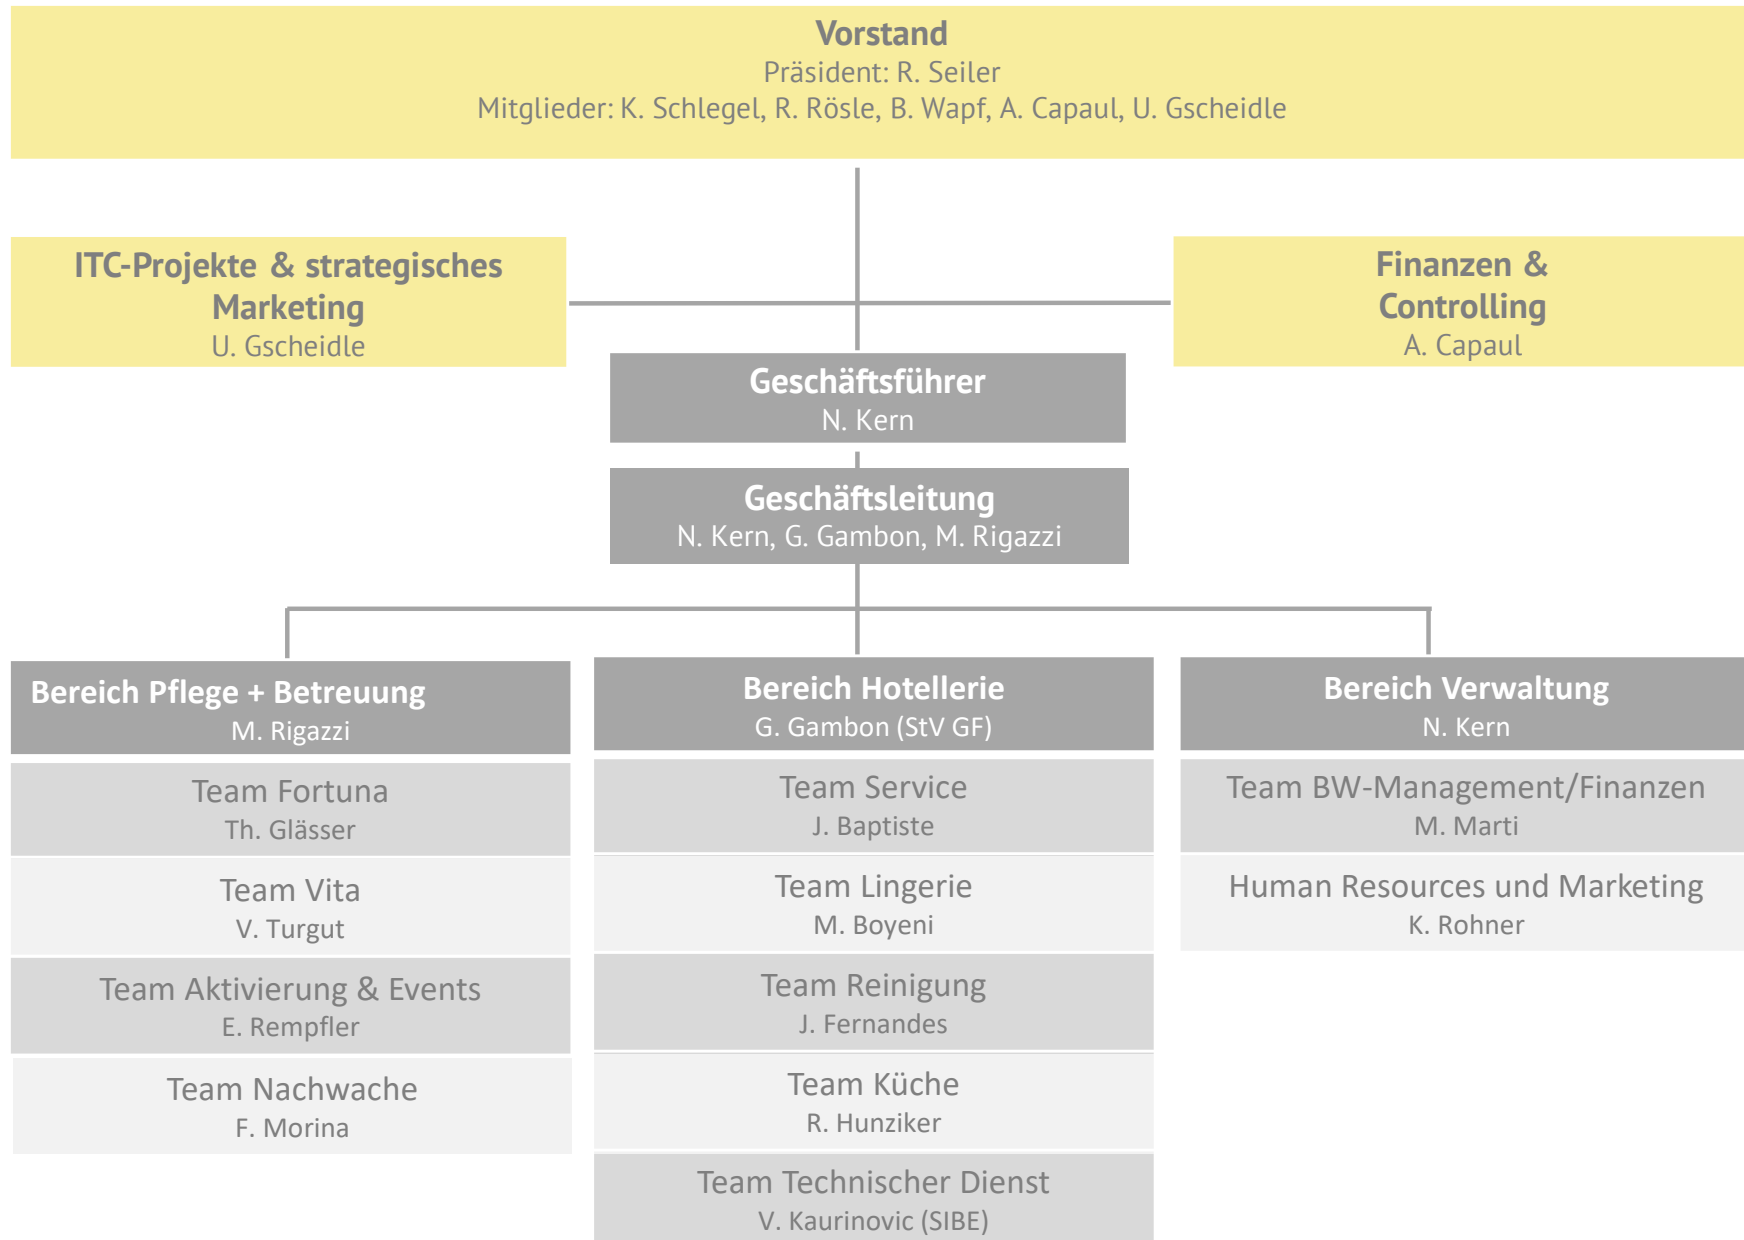 Vorstand
Präsident: R. Seiler
Mitglieder: K. Schlegel, R. Rösle, B. Wapf, A. Capaul, U. Gscheidle
ITC-Projekte & strategisches
Marketing
U. Gscheidle
Finanzen &
Controlling
A. Capaul
Geschäftsführer
N. Kern
Geschäftsleitung
N. Kern, G. Gambon, M. Rigazzi
Bereich Pflege + Betreuung
M. Rigazzi
Team Fortuna
Th. Glässer
Team Vita
V. Turgut
Team Aktivierung & Events
E. Rempfler
Team Nachwache
F. Morina
Bereich Hotellerie
G. Gambon (StV GF)
Team Service
J. Baptiste
Team Lingerie
M. Boyeni
Team Reinigung
J. Fernandes
Team Küche
R. Hunziker
Team Technischer Dienst
V. Kaurinovic (SIBE)
Bereich Verwaltung
N. Kern
Team BW-Management/Finanzen
M. Marti
Human Resources und Marketing
K. Rohner